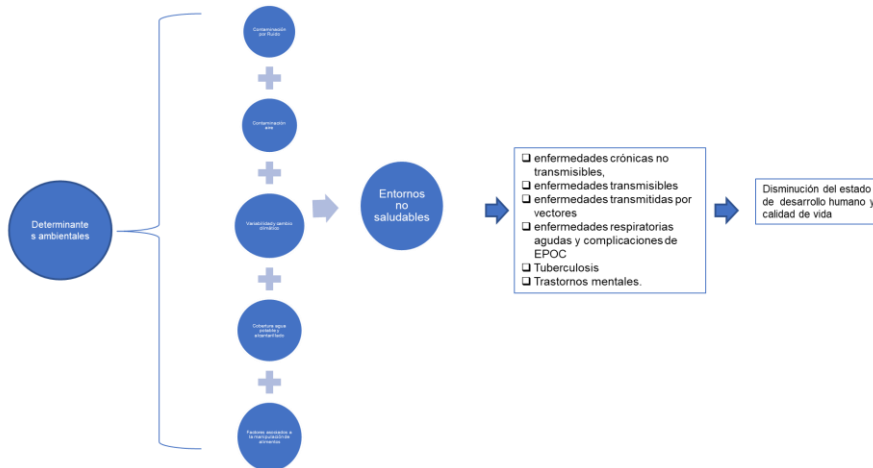 Contaminación
por Ruido
Contaminación
aire
Variabilidad y cambio
climático
Cobertura agua
potable y
alcantarillado
Factores asociados a
la manipulación de
alimentos
Determinante
s ambientales
Entornos
no
saludables
enfermedades crónicas no
transmisibles,
enfermedades transmisibles
enfermedades transmitidas por
vectores
enfermedades respiratorias
agudas y complicaciones de
EPOC
Tuberculosis
Trastornos mentales.
Disminución del estado
de desarrollo humano y
calidad de vida